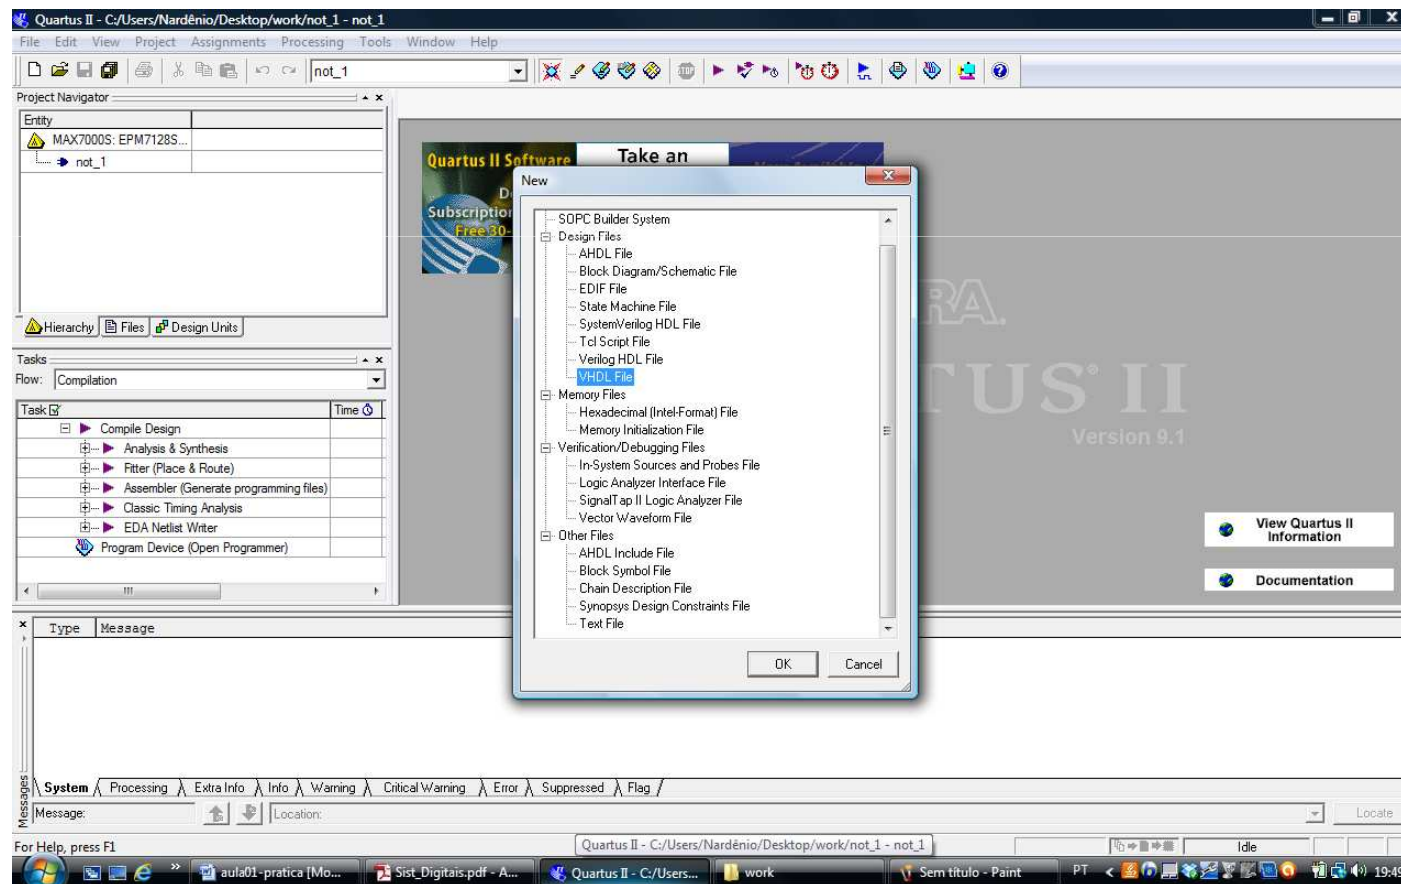 Quartus II - C:/Users/Nardênio/Desktop/work/not_1 - not_1
File Edit View Project Assignments Processing Tools Window Help
not_1
Project Navigator
Entity
MAX7000S: EPM7128S...
not_1
Hierarchy Files Design Units
Quartus II Software
Take an
Subscription
Free 30-
Tasks
Flow: Compilation
Task Time
Compile Design
Analysis & Synthesis
Fitter (Place & Route)
Assembler (Generate programming files)
Classic Timing Analysis
EDA Netlist Writer
Program Device (Open Programmer)
New
SOPC Builder System
Design Files
AHDL File
Block Diagram/Schematic File
EDIF File
State Machine File
SystemVerilog HDL File
Tcl Script File
Verilog HDL File
VHDL File
Memory Files
Hexadecimal (Intel-Format) File
Memory Initialization File
Verification/Debugging Files
In-System Sources and Probes File
Logic Analyzer Interface File
SignalTap II Logic Analyzer File
Vector Waveform File
Other Files
AHDL Include File
Block Symbol File
Chain Description File
Synopsys Design Constraints File
Text File
OK Cancel
RA.
TUS® II
Version 9.1
View Quartus II
Information
Documentation
Type Message
Messages
System Processing Extra Info Info Warning Critical Warning Error Suppressed Flag
Message: Location: Locate
For Help, press F1
Quartus II - C:/Users/Nardênio/Desktop/work/not_1 - not_1
Idle
aula01-pratica [Mo... Sist_Digitais.pdf - A... Quartus II - C:/Users... work Sem título - Paint PT 19:49